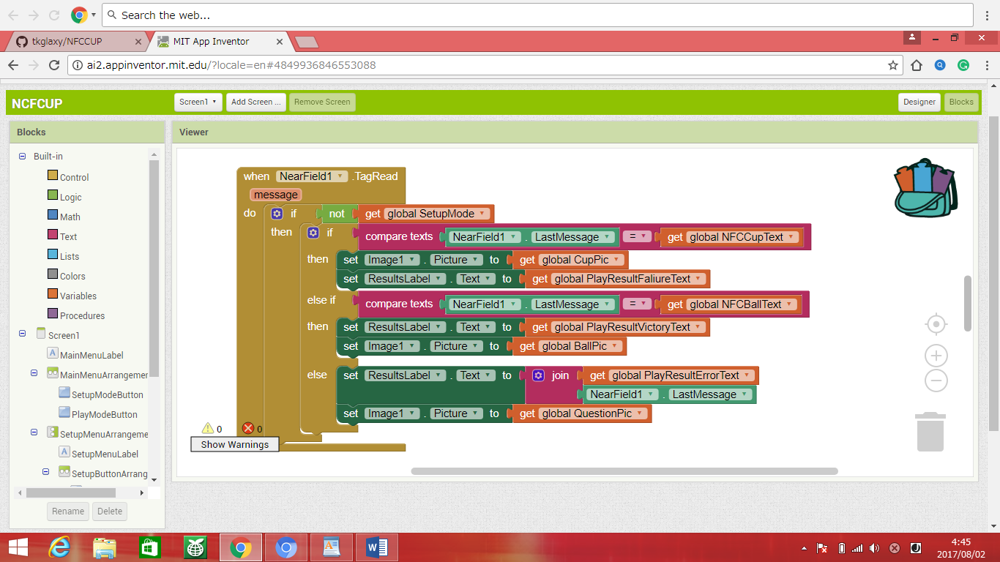 Search the web...
tkglaxy/NFCCUP
MIT App Inventor
ai2.appinventor.mit.edu/?locale=en#4849936846553088
NCFCUP
Screen1
Add Screen ...
Remove Screen
Designer
Blocks
Blocks
Viewer
Built-in
Control
Logic
Math
Text
Lists
Colors
Variables
Procedures
Screen1
MainMenuLabel
MainMenuArrangemer
SetupModeButton
PlayModeButton
SetupMenuArrangeme
SetupMenuLabel
SetupButtonArrang
Rename
Delete
when NearField1 .TagRead
message
do if not get global SetupMode
then if compare texts NearField1 . LastMessage = get global NFCCupText
then set Image1 . Picture to get global CupPic
set ResultsLabel . Text to get global PlayResultFaliureText
else if compare texts NearField1 . LastMessage = get global NFCBallText
then set ResultsLabel . Text to get global PlayResultVictoryText
set Image1 . Picture to get global BallPic
else set ResultsLabel . Text to join get global PlayResultErrorText
NearField1 . LastMessage
set Image1 . Picture to get global QuestionPic
0 0
Show Warnings
4:45
2017/08/02